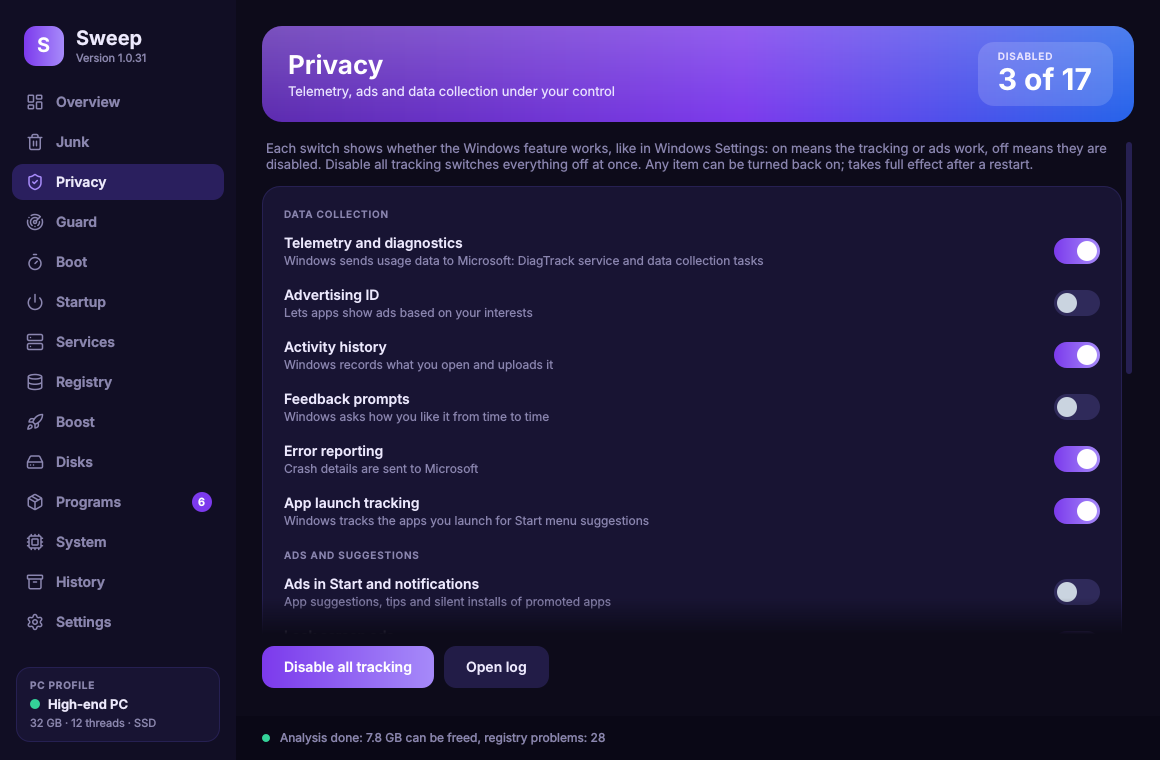 S
Sweep
Version 1.0.31
Overview
Junk
Privacy
Guard
Boot
Startup
Services
Registry
Boost
Disks
Programs
6
System
History
Settings
PC PROFILE
High-end PC
32 GB · 12 threads · SSD
Privacy
Telemetry, ads and data collection under your control
DISABLED
3 of 17
Each switch shows whether the Windows feature works, like in Windows Settings: on means the tracking or ads work, off means they are
disabled. Disable all tracking switches everything off at once. Any item can be turned back on; takes full effect after a restart.
DATA COLLECTION
Telemetry and diagnostics
Windows sends usage data to Microsoft: DiagTrack service and data collection tasks
Advertising ID
Lets apps show ads based on your interests
Activity history
Windows records what you open and uploads it
Feedback prompts
Windows asks how you like it from time to time
Error reporting
Crash details are sent to Microsoft
App launch tracking
Windows tracks the apps you launch for Start menu suggestions
ADS AND SUGGESTIONS
Ads in Start and notifications
App suggestions, tips and silent installs of promoted apps
Disable all tracking
Open log
Analysis done: 7.8 GB can be freed, registry problems: 28